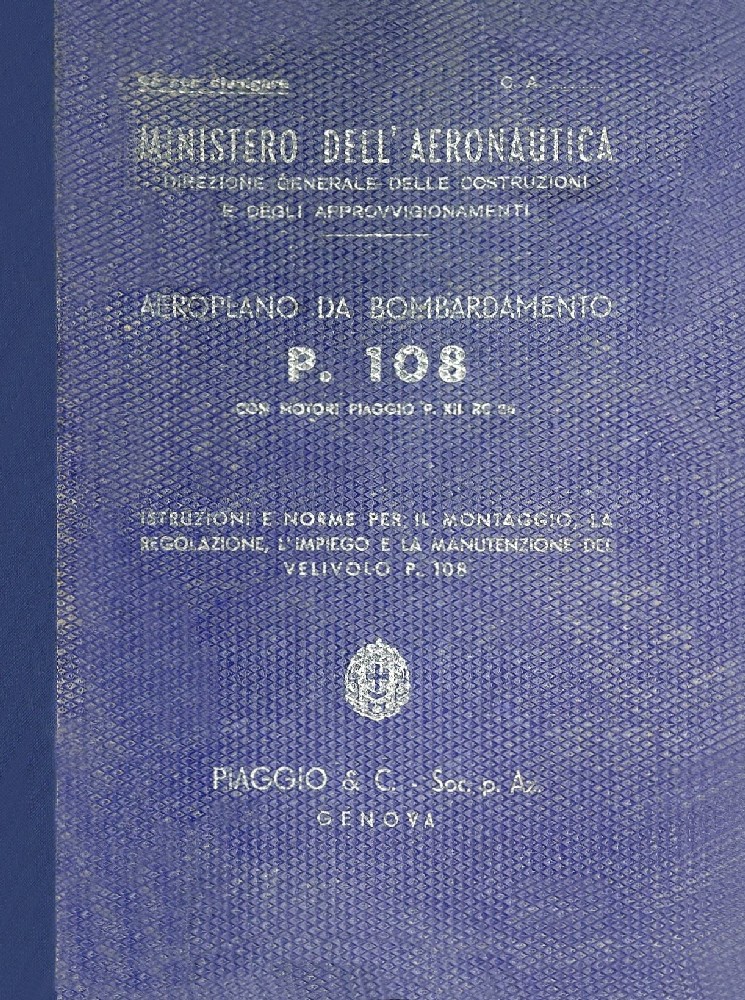 C. A. ............
MINISTERO DELL'AERONAUTICA
DIREZIONE GENERALE DELLE COSTRUZIONI
E DEGLI APPROVVIGIONAMENTI
AEROPLANO DA BOMBARDAMENTO
P. 108
CON MOTORI PIAGGIO P. XII RC
ISTRUZIONI E NORME PER IL MONTAGGIO, LA
REGOLAZIONE, L'IMPIEGO E LA MANUTENZIONE DEL
VELIVOLO P. 108
PIAGGIO & C. - Soc. p. Az.
GENOVA